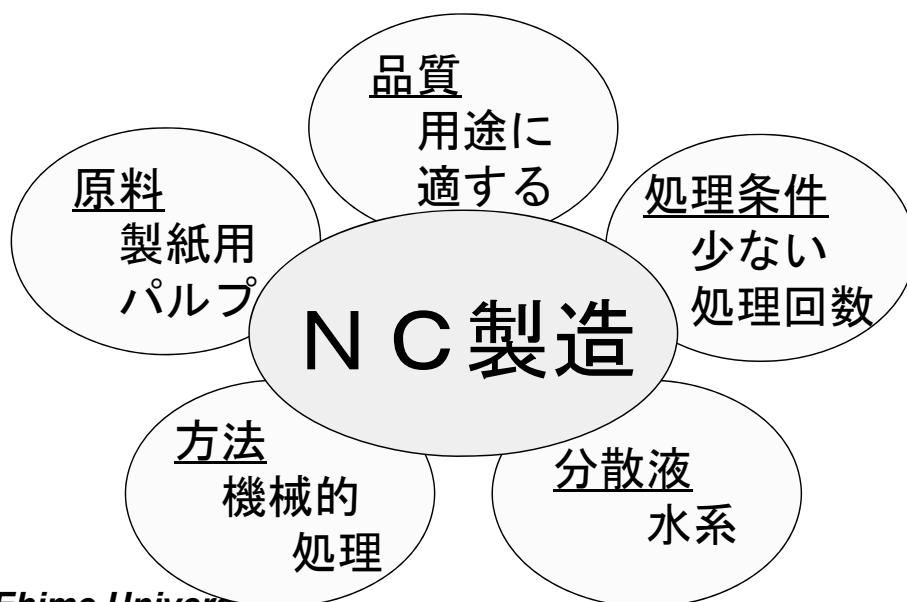 品質
用途に
適する
原料
製紙用
パルプ
処理条件
少ない
処理回数
ＮＣ製造
方法
機械的
処理
分散液
水系
Ehime